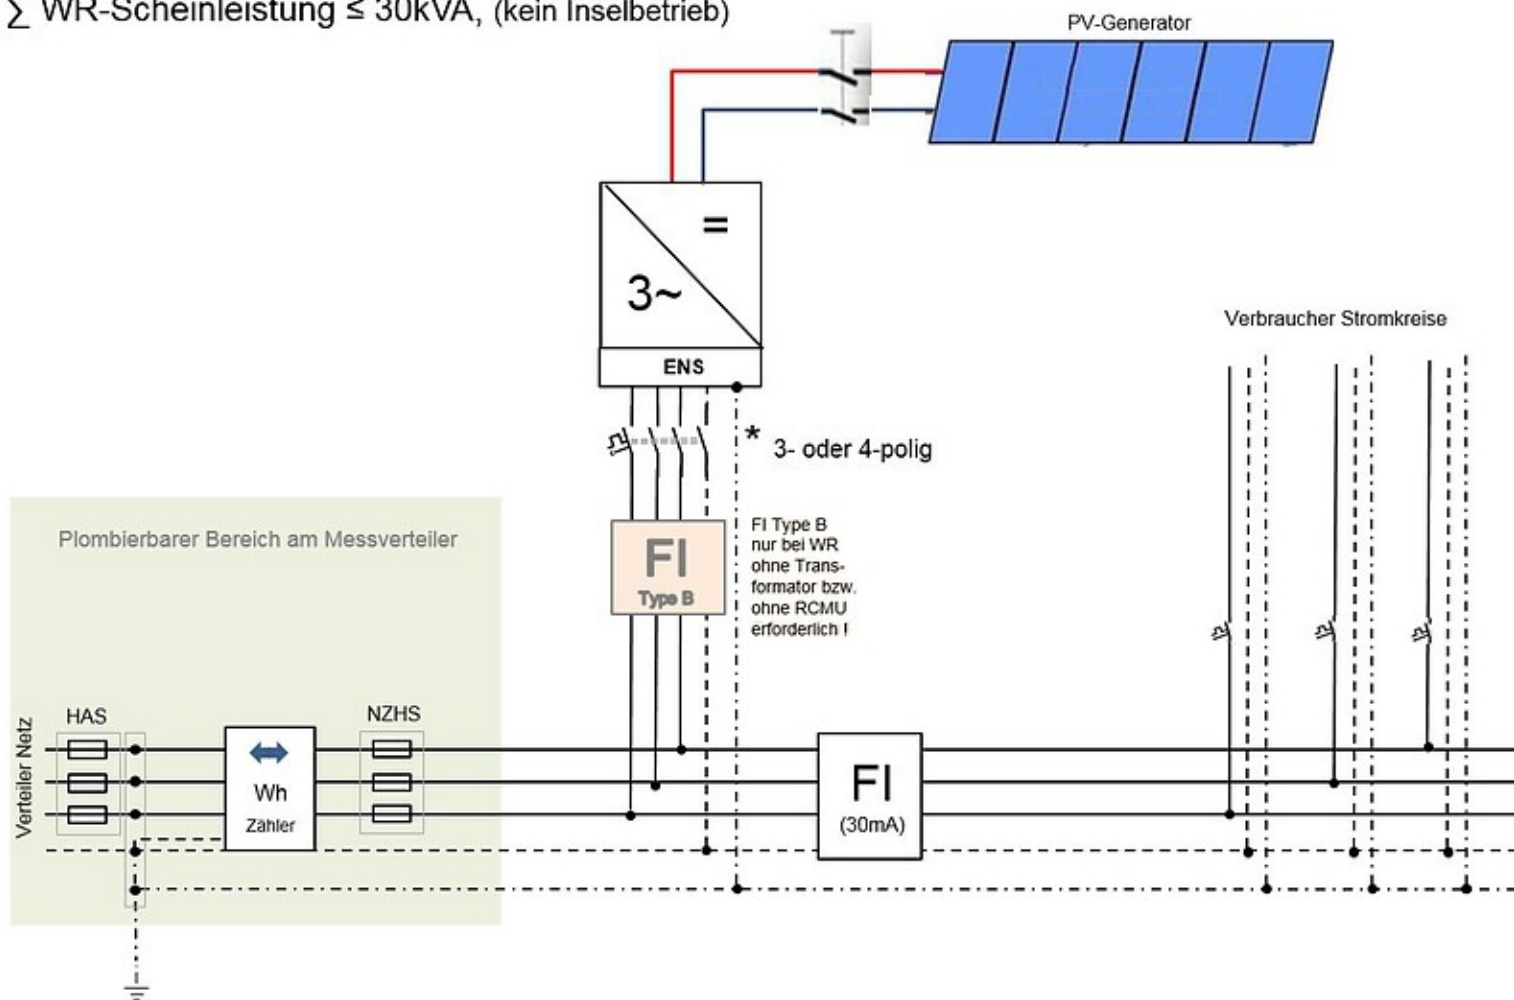 ∑ WR-Scheinleistung ≤ 30kVA, (kein Inselbetrieb)
PV-Generator
=
3~
ENS
Verbraucher Stromkreise
* 3- oder 4-polig
Plombierbarer Bereich am Messverteiler
FI
Type B
FI Type B
nur bei WR
ohne Trans-
formator bzw.
ohne RCMU
erforderlich !
Verteiler Netz
HAS
NZHS
Wh
Zähler
FI
(30mA)